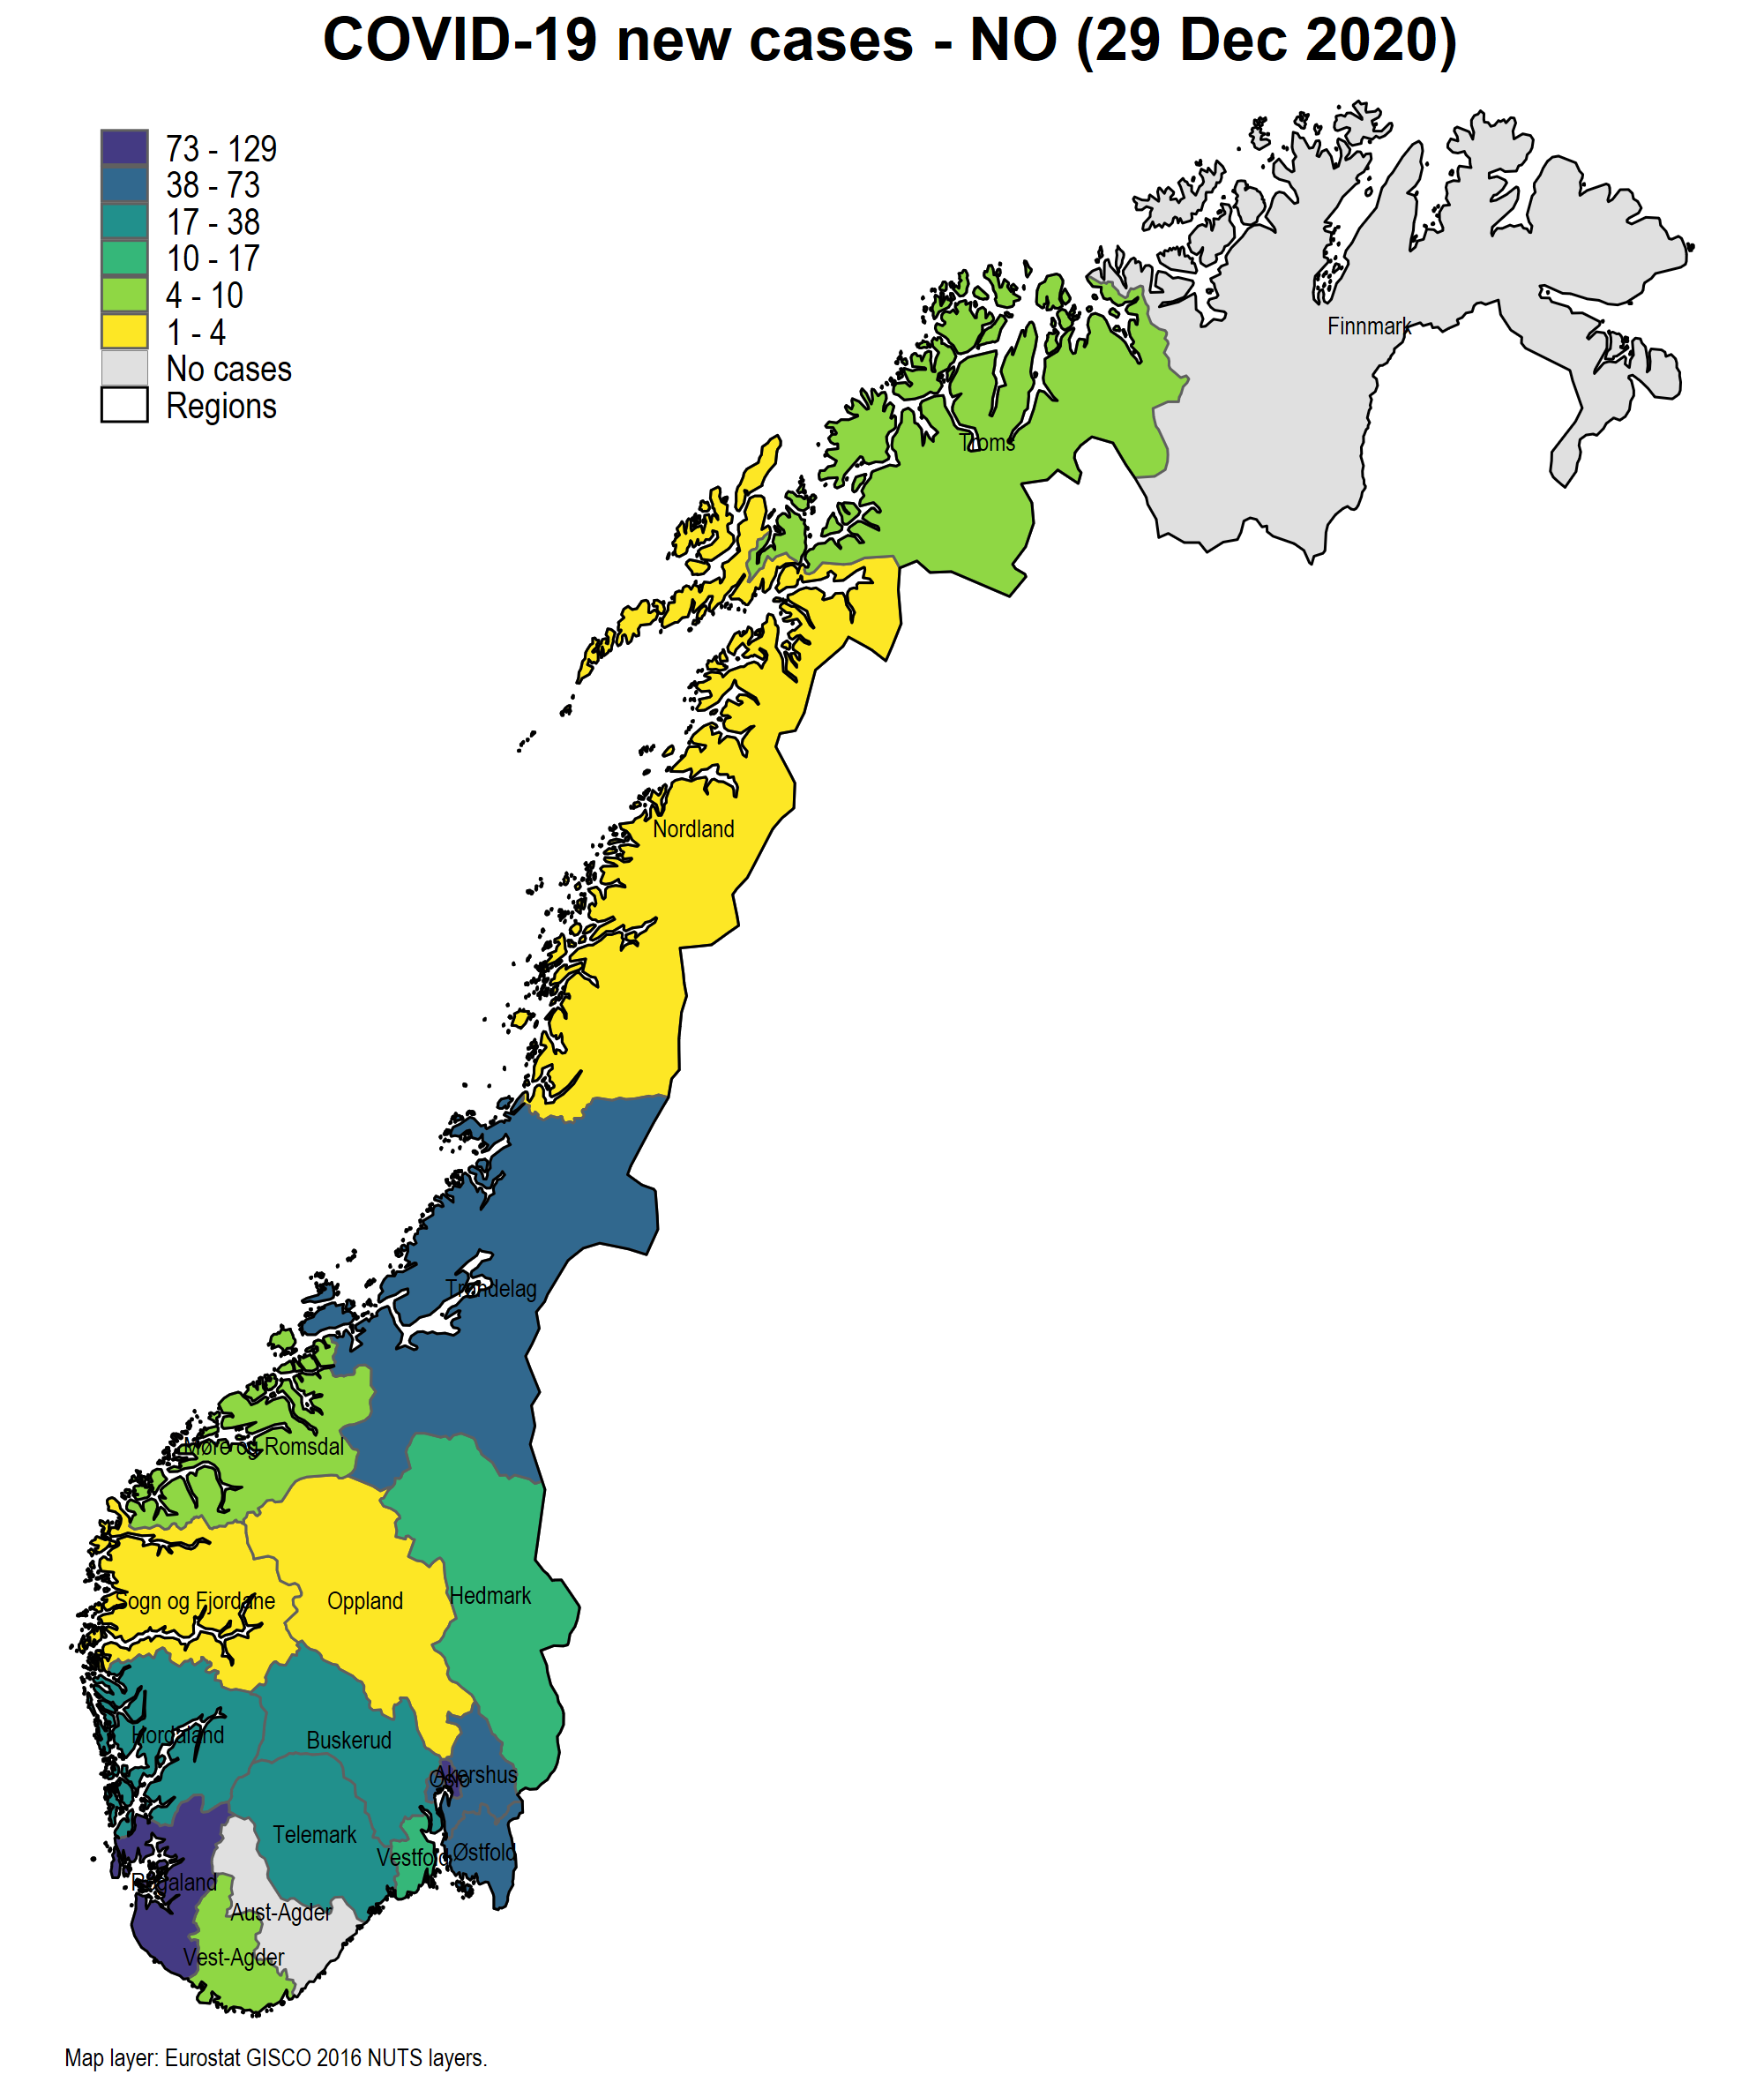 COVID-19 new cases - NO (29 Dec 2020)
73 - 129
38 - 73
17 - 38
10 - 17
4 - 10
1 - 4
No cases
Regions
Finnmark
Troms
Nordland
Trøndelag
Møre og Romsdal
Sogn og Fjordane
Oppland
Hedmark
Hordaland
Buskerud
Oslo
Akershus
Telemark
Vestfold
Østfold
Rogaland
Aust-Agder
Vest-Agder
Map layer: Eurostat GISCO 2016 NUTS layers.